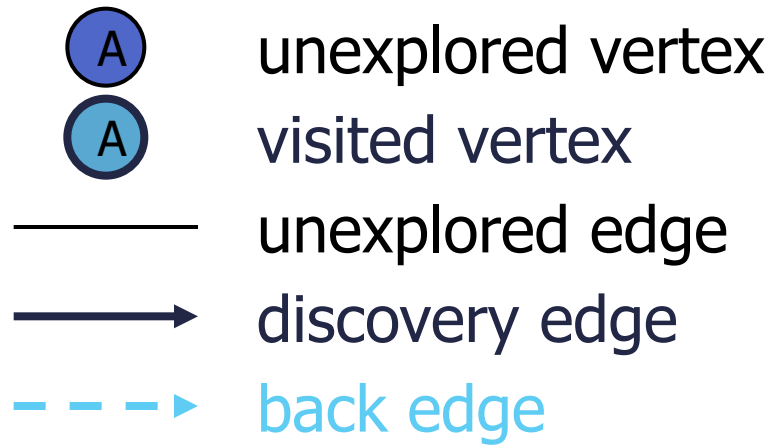 A unexplored vertex
A visited vertex
unexplored edge
discovery edge
back edge